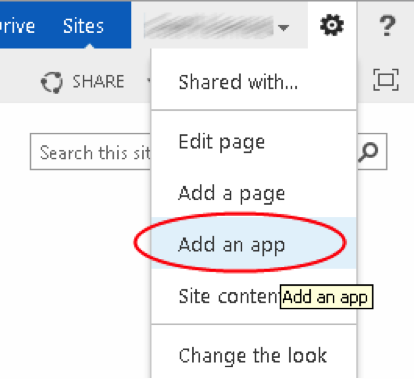 rive Sites ?
SHARE
Shared with...
Search this sit
Edit page
Add a page
Add an app
Site conten
Add an app
Change the look